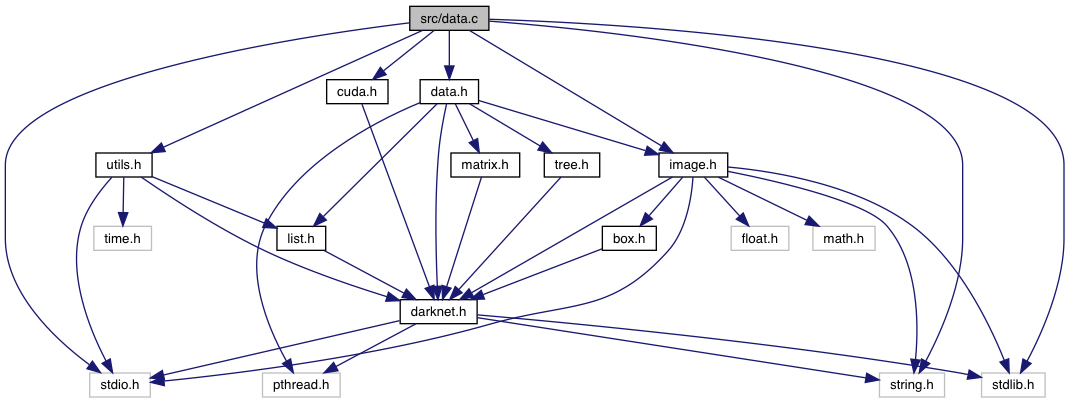 src/data.c
cuda.h
data.h
utils.h
matrix.h
tree.h
image.h
time.h
list.h
box.h
float.h
math.h
darknet.h
stdio.h
pthread.h
string.h
stdlib.h